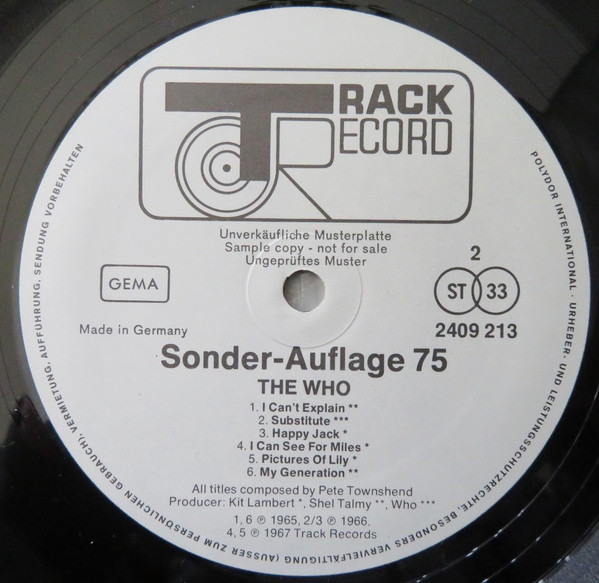 TRACK
RECORD
Unverkäufliche Musterplatte
Sample copy - not for sale
Ungeprüftes Muster
2
GEMA
ST 33
Made in Germany
2409 213
Sonder-Auflage 75
THE WHO
1. I Can't Explain **
2. Substitute ***
3. Happy Jack *
4. I Can See For Miles *
5. Pictures Of Lily *
6. My Generation **
All titles composed by Pete Townshend
Producer: Kit Lambert *, Shel Talmy **, Who ***
1, 6 ℗ 1965, 2/3 ℗ 1966.
4, 5 ℗ 1967 Track Records
POLYDOR INTERNATIONAL · URHEBER- UND LEISTUNGSSCHUTZRECHTE, BESONDERS VERVIELFÄLTIGUNG (AUSSER ZUM PERSÖNLICHEN GEBRAUCH), VERMIETUNG, AUFFÜHRUNG, SENDUNG VORBEHALTEN